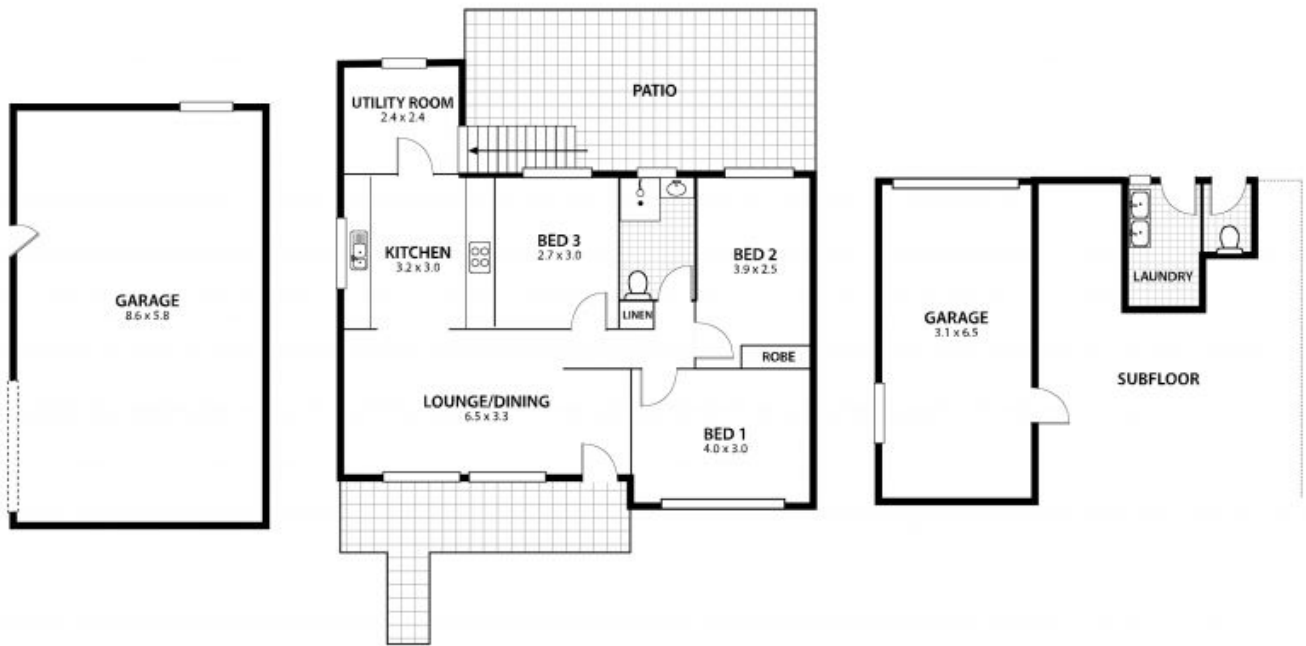 GARAGE
8.6 x 5.8
UTILITY ROOM
2.4 x 2.4
PATIO
KITCHEN
3.2 x 3.0
BED 3
2.7 x 3.0
BED 2
3.9 x 2.5
LINEN
ROBE
LOUNGE/DINING
6.5 x 3.3
BED 1
4.0 x 3.0
GARAGE
3.1 x 6.5
LAUNDRY
SUBFLOOR